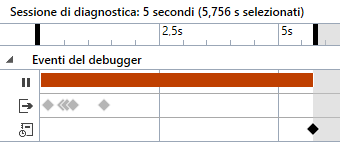 Sessione di diagnostica: 5 secondi (5,756 s selezionati)
2,5s 5s
Eventi del debugger